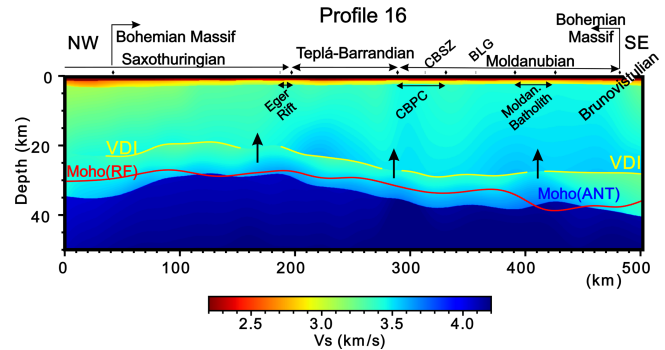 Profile 16
NW
Bohemian Massif
Bohemian
Massif
SE
Saxothuringian
Teplá-Barrandian
CBSZ
BLG
Moldanubian
Brunovistulian
Eger
Rift
CBPC
Moldan.
Batholith
VDI
VDI
Moho(RF)
Moho(ANT)
Depth (km)
0
20
40
0
100
200
300
400
500
(km)
2.5
3.0
3.5
4.0
Vs (km/s)